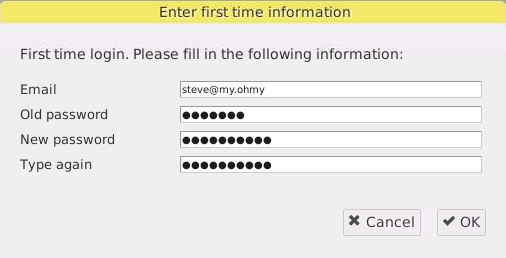 Enter first time information
First time login. Please fill in the following information:
Email steve@my.ohmy
Old password ●●●●●●●
New password ●●●●●●●●●●
Type again ●●●●●●●●●●
✖ Cancel ✔ OK